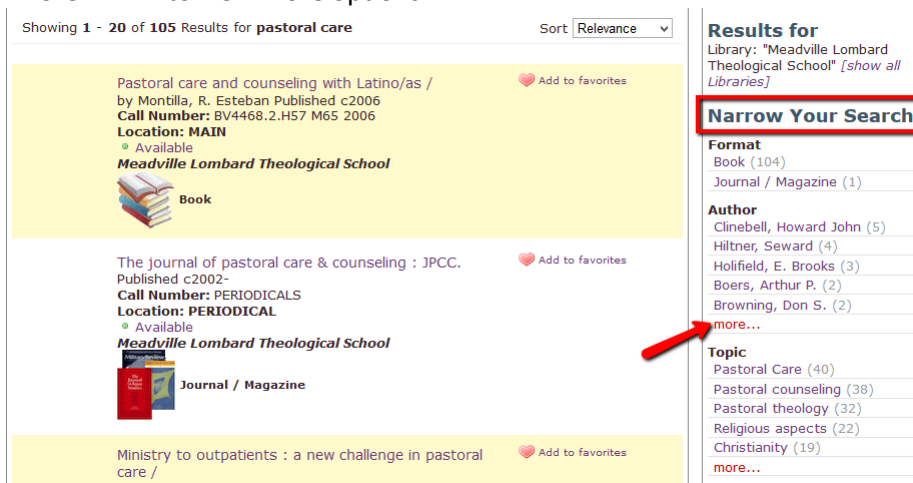 Showing 1 - 20 of 105 Results for pastoral care
Sort Relevance
Pastoral care and counseling with Latino/as /
by Montilla, R. Esteban Published c2006
Call Number: BV4468.2.H57 M65 2006
Location: MAIN
Available
Meadville Lombard Theological School
Book
Add to favorites
The journal of pastoral care & counseling : JPCC.
Published c2002-
Call Number: PERIODICALS
Location: PERIODICAL
Available
Meadville Lombard Theological School
Journal / Magazine
Add to favorites
Ministry to outpatients : a new challenge in pastoral
care /
Add to favorites
Results for
Library: "Meadville Lombard
Theological School" [show all
Libraries]
Narrow Your Search
Format
Book (104)
Journal / Magazine (1)
Author
Clinebell, Howard John (5)
Hiltner, Seward (4)
Holifield, E. Brooks (3)
Boers, Arthur P. (2)
Browning, Don S. (2)
more...
Topic
Pastoral Care (40)
Pastoral counseling (38)
Pastoral theology (32)
Religious aspects (22)
Christianity (19)
more...